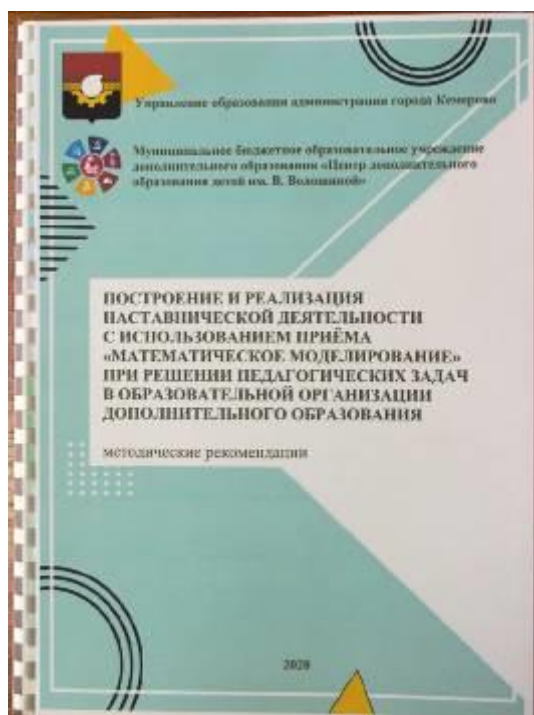 Управление образования администрации города Кемерово
Муниципальное бюджетное образовательное учреждение
дополнительного образования «Центр дополнительного
образования детей им. В. Волошиной»
ПОСТРОЕНИЕ И РЕАЛИЗАЦИЯ
НАСТАВНИЧЕСКОЙ ДЕЯТЕЛЬНОСТИ
С ИСПОЛЬЗОВАНИЕМ ПРИЁМА
«МАТЕМАТИЧЕСКОЕ МОДЕЛИРОВАНИЕ»
ПРИ РЕШЕНИИ ПЕДАГОГИЧЕСКИХ ЗАДАЧ
В ОБРАЗОВАТЕЛЬНОЙ ОРГАНИЗАЦИИ
ДОПОЛНИТЕЛЬНОГО ОБРАЗОВАНИЯ
методические рекомендации
2020